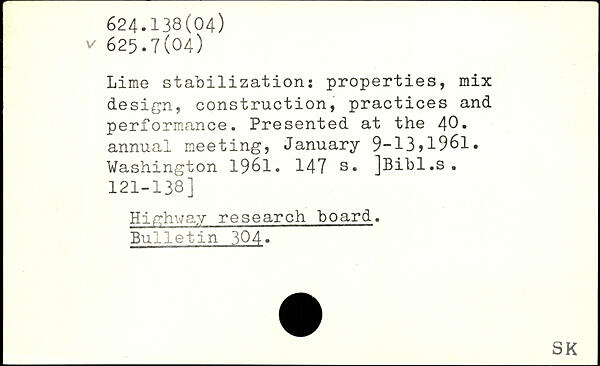 624.138(04)
v 625.7(04)
Lime stabilization: properties, mix
design, construction, practices and
performance. Presented at the 40.
annual meeting, January 9-13,1961.
Washington 1961. 147 s. ]Bibl.s.
121-138]
Highway research board.
Bulletin 304.
SK